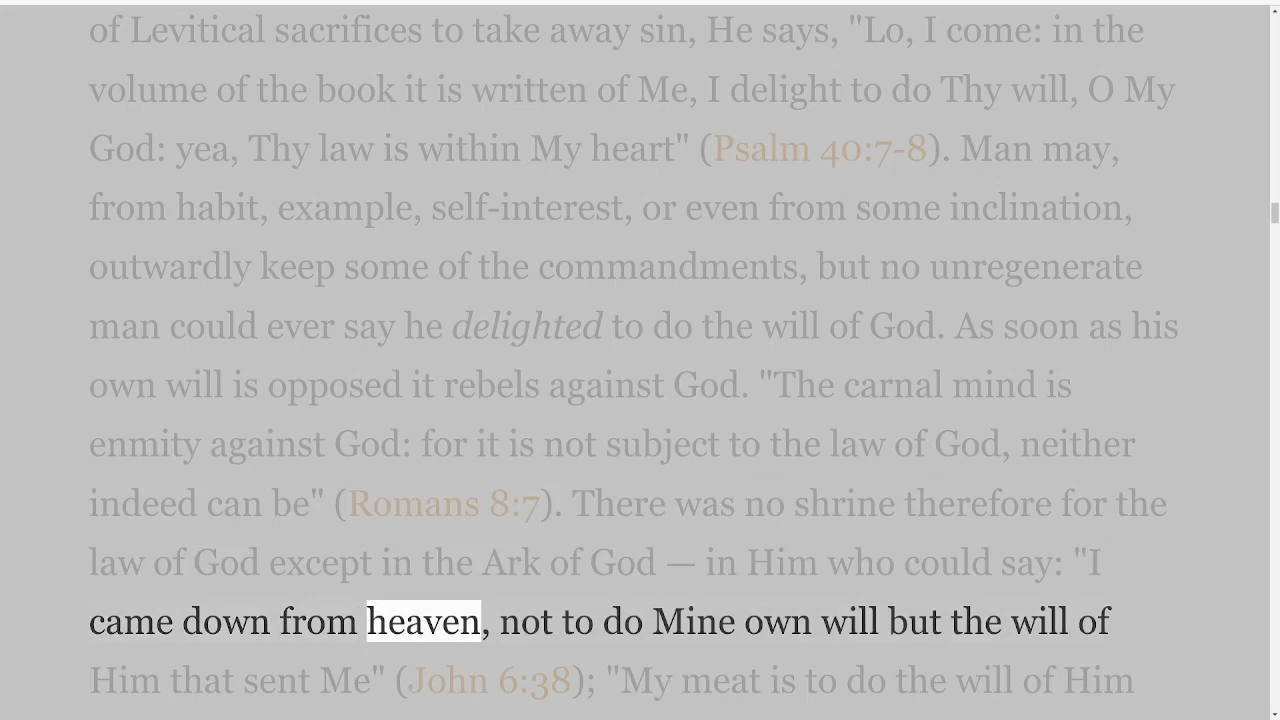 of Levitical sacrifices to take away sin, He says, "Lo, I come: in the
volume of the book it is written of Me, I delight to do Thy will, O My
God: yea, Thy law is within My heart" (Psalm 40:7-8). Man may,
from habit, example, self-interest, or even from some inclination,
outwardly keep some of the commandments, but no unregenerate
man could ever say he delighted to do the will of God. As soon as his
own will is opposed it rebels against God. "The carnal mind is
enmity against God: for it is not subject to the law of God, neither
indeed can be" (Romans 8:7). There was no shrine therefore for the
law of God except in the Ark of God — in Him who could say: "I
came down from heaven, not to do Mine own will but the will of
Him that sent Me" (John 6:38); "My meat is to do the will of Him